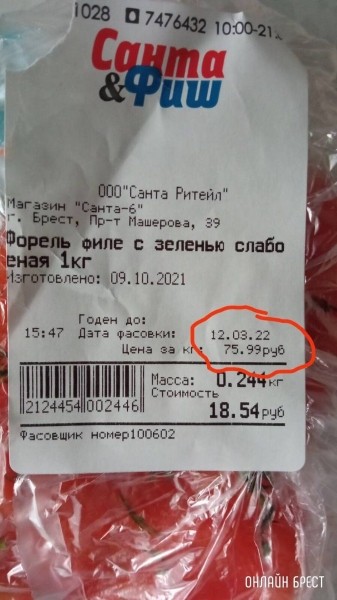 1028 7476432 10:00-21
Санта
&Фиш
ООО"Санта Ритейл"
Магазин "Санта-6"
г. Брест, Пр-т Машерова, 39
Форель филе с зеленью слабо
еная 1кг
Изготовлено: 09.10.2021
Годен до:
15:47 Дата фасовки: 12.03.22
Цена за кг: 75.99руб
Масса: 0.244кг
Стоимость
18.54руб
2124454 002446
Фасовщик номер100602
ОНЛАЙН БРЕСТ